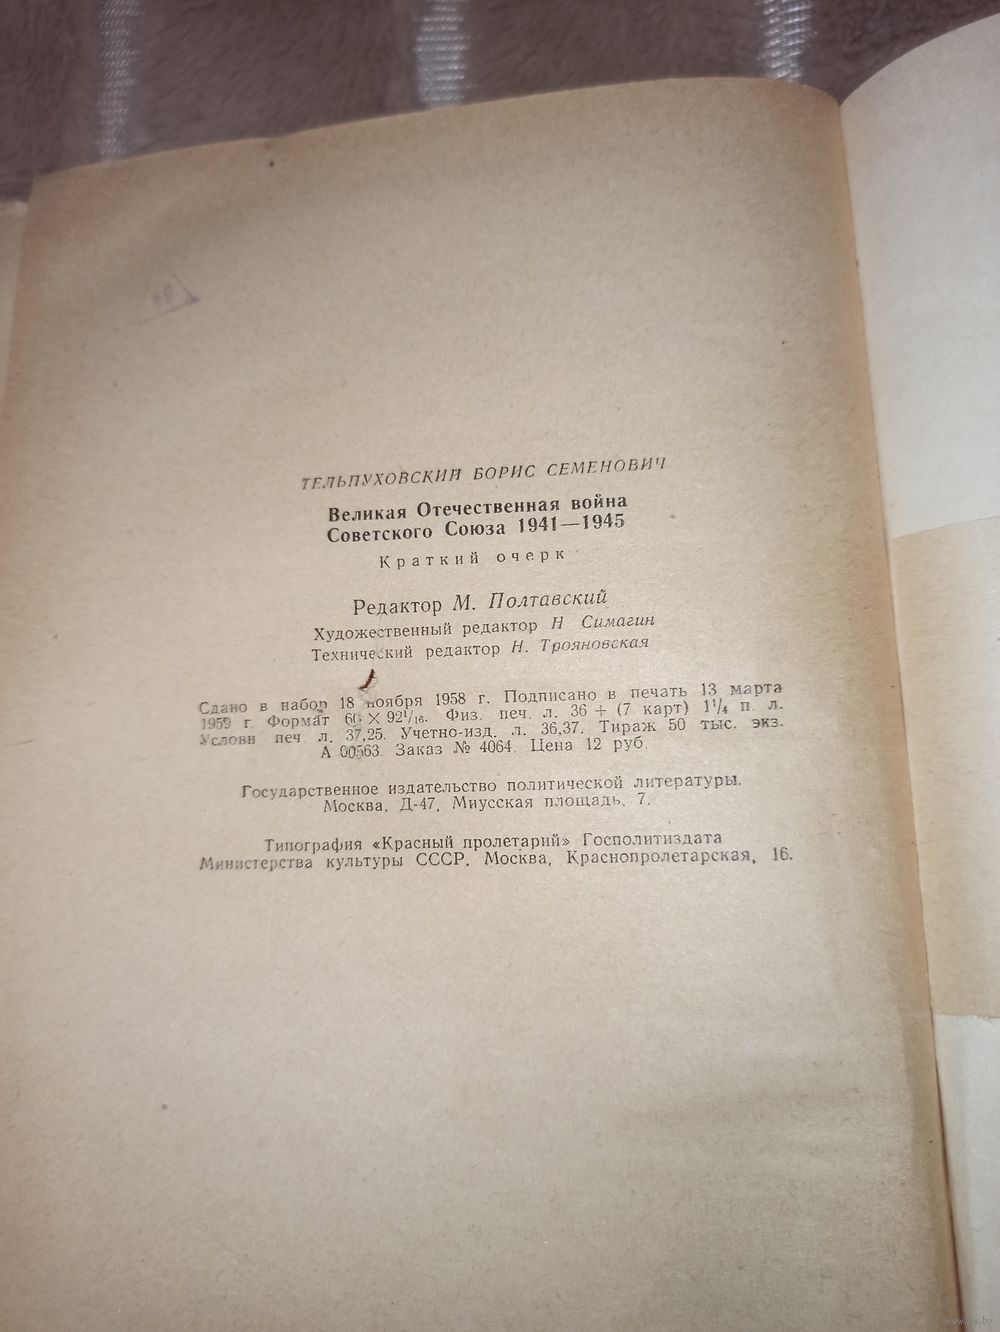 ТЕЛЬПУХОВСКИЙ БОРИС СЕМЕНОВИЧ
Великая Отечественная война
Советского Союза 1941—1945
Краткий очерк
Редактор М. Полтавский
Художественный редактор Н Симагин
Технический редактор Н. Трояновская
Сдано в набор 18 ноября 1958 г. Подписано в печать 13 марта
1959 г. Формат 60 × 92 1/16. Физ. печ. л. 36 + (7 карт) 1 1/4 п. л.
Условн печ. л. 37,25. Учетно-изд. л. 36,37. Тираж 50 тыс. экз.
А 00563. Заказ № 4064. Цена 12 руб.
Государственное издательство политической литературы.
Москва, Д-47, Миусская площадь, 7.
Типография «Красный пролетарий» Госполитиздата
Министерства культуры СССР. Москва, Краснопролетарская, 16.